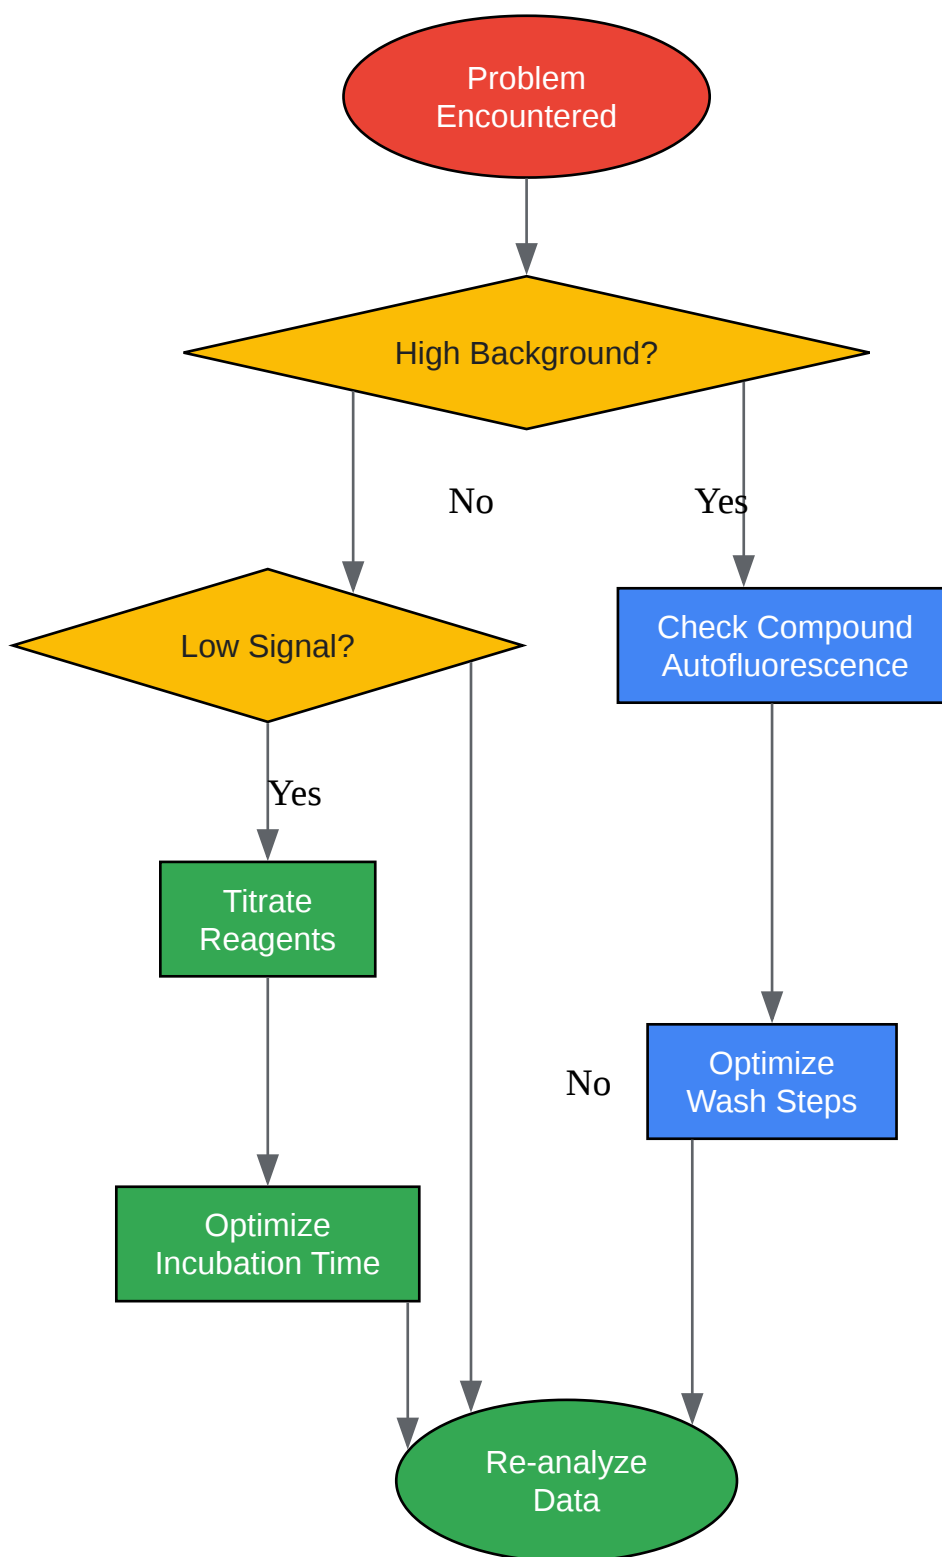 Problem
Encountered
High Background?
No
Yes
Low Signal?
Check Compound
Autofluorescence
Yes
Titrate
Reagents
No
Optimize
Wash Steps
Optimize
Incubation Time
Re-analyze
Data